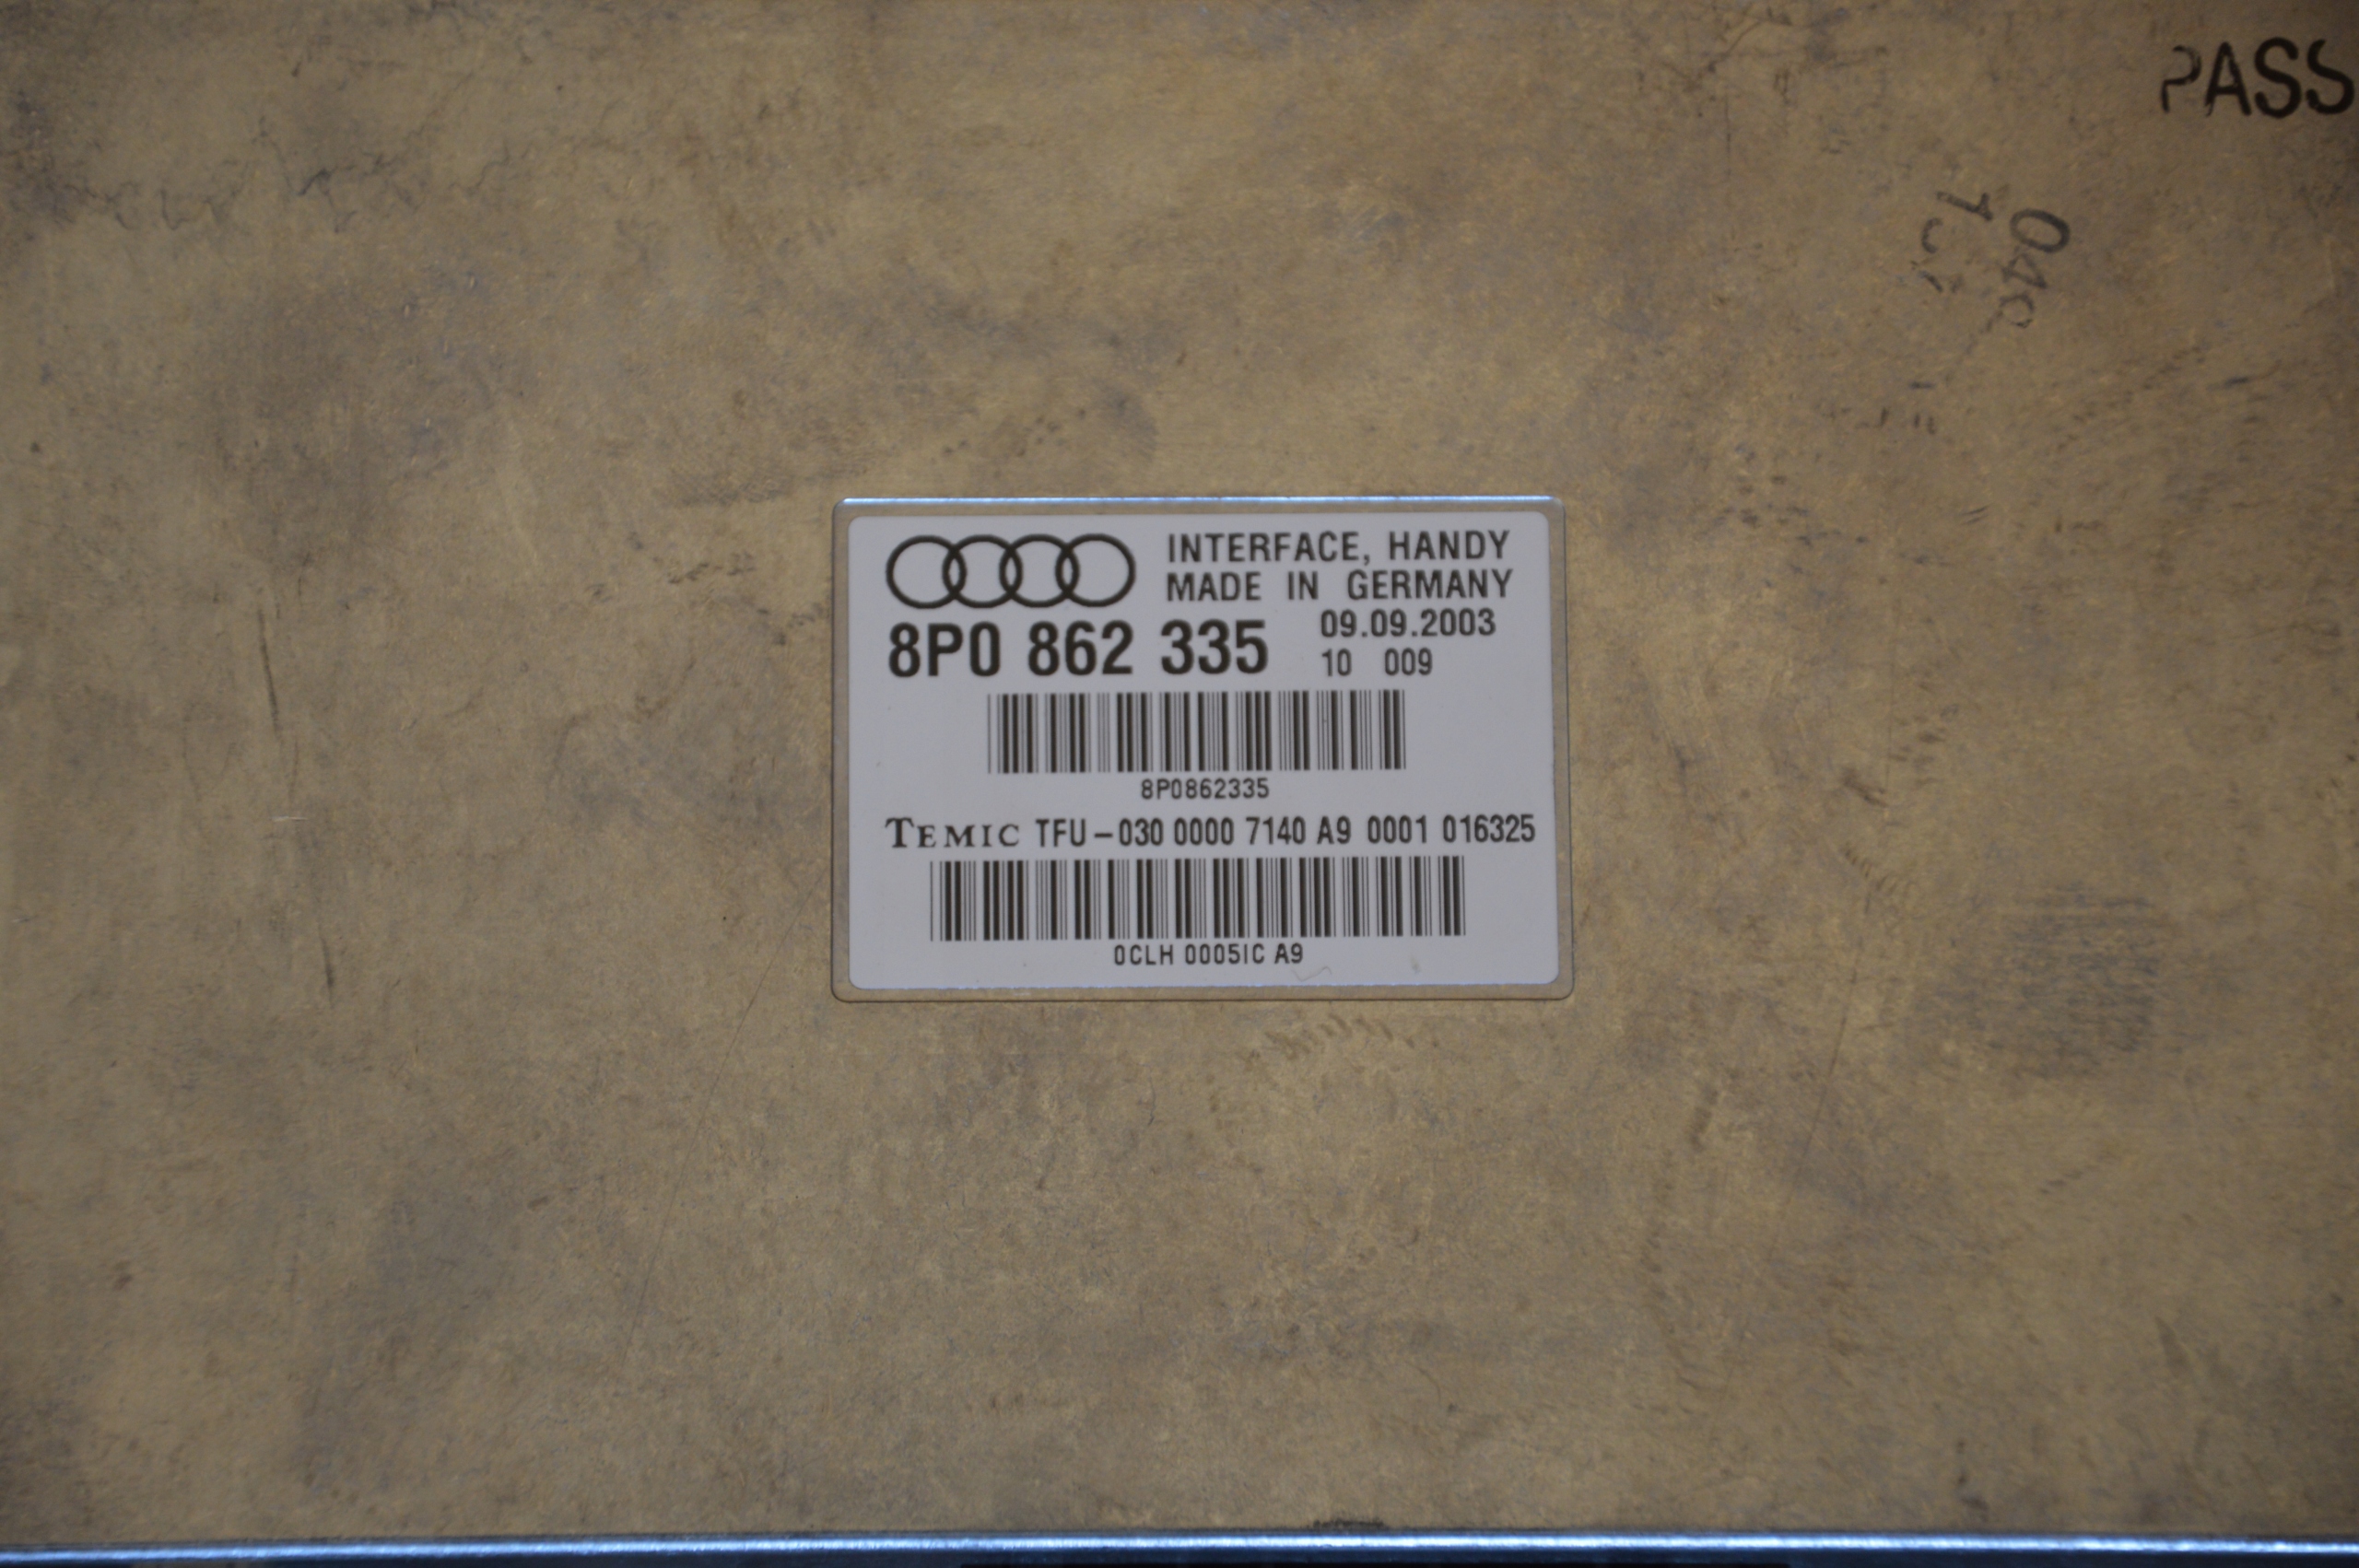 PASS
INTERFACE, HANDY
MADE IN GERMANY
8P0 862 335
09.09.2003
10 009
8P0862335
TEMIC TFU-030 0000 7140 A9 0001 016325
0CLH 0005IC A9